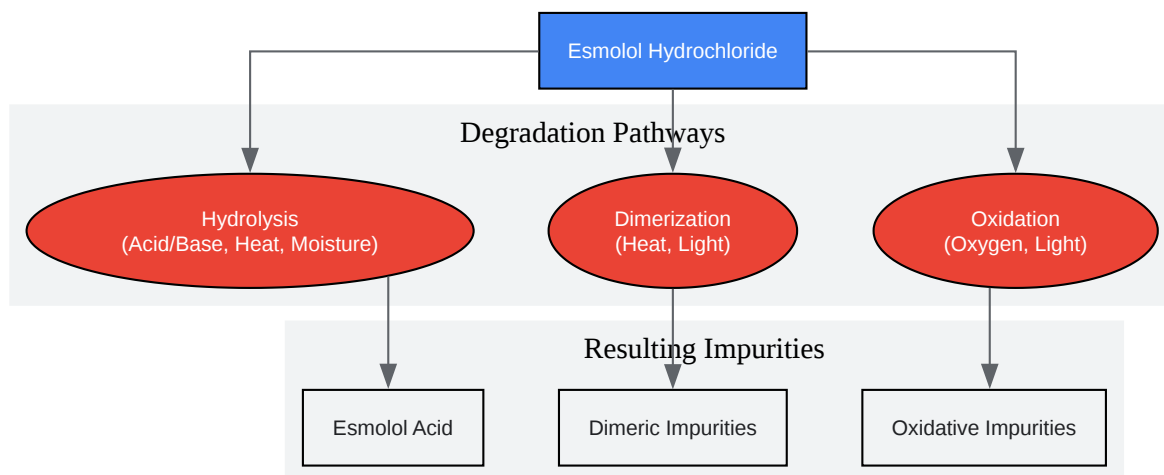 Esmolol Hydrochloride
Degradation Pathways
Hydrolysis
(Acid/Base, Heat, Moisture)
Dimerization
(Heat, Light)
Oxidation
(Oxygen, Light)
Resulting Impurities
Esmolol Acid
Dimeric Impurities
Oxidative Impurities